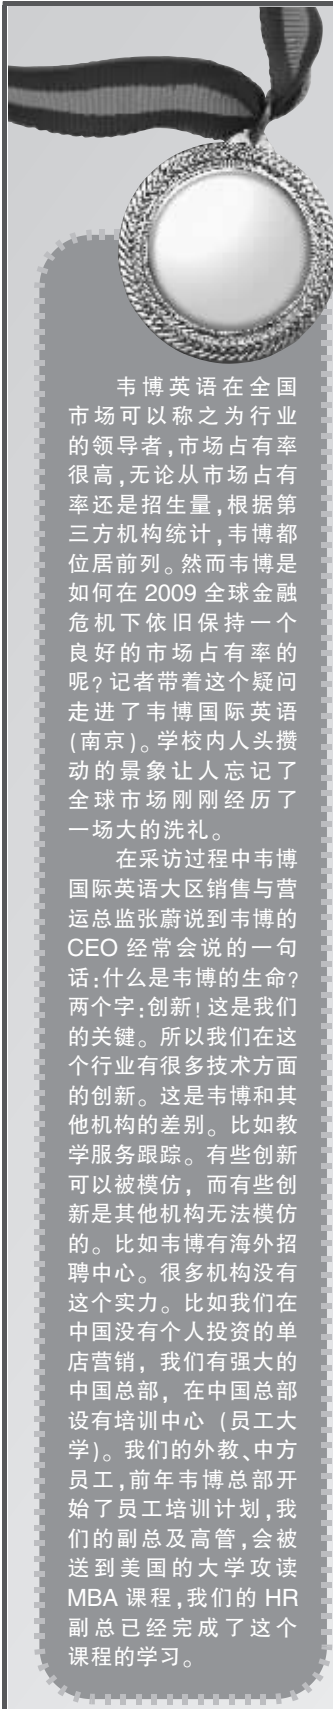 韦博英语在全国
市场可以称之为行业
的领导者,市场占有率
很高,无论从市场占有
率还是招生量,根据第
三方机构统计,韦博都
位居前列。然而韦博是
如何在 2009 全球金融
危机下依旧保持一个
良好的市场占有率的
呢?记者带着这个疑问
走进了韦博国际英语
(南京)。学校内人头攒
动的景象让人忘记了
全球市场刚刚经历了
一场大的洗礼。
在采访过程中韦博
国际英语大区销售与营
运总监张蔚说到韦博的
CEO 经常会说的一句
话:什么是韦博的生命?
两个字:创新!这是我们
的关键。所以我们在这
个行业有很多技术方面
的创新。这是韦博和其
他机构的差别。比如教
学服务跟踪。有些创新
可以被模仿，而有些创
新是其他机构无法模仿
的。比如韦博有海外招
聘中心。很多机构没有
这个实力。比如我们在
中国没有个人投资的单
店营销，我们有强大的
中国总部，在中国总部
设有培训中心（员工大
学)。我们的外教、中方
员工,前年韦博总部开
始了员工培训计划,我
们的副总及高管,会被
送到美国的大学攻读
MBA 课程,我们的 HR
副总已经完成了这个
课程的学习。